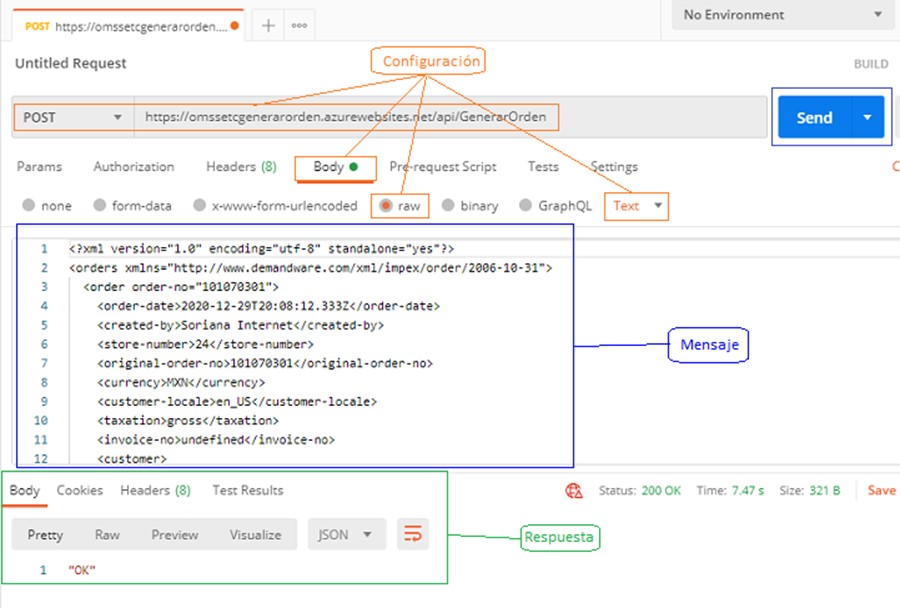 POST https://omssetcgenerarorden....
No Environment
Untitled Request
Configuración
BUILD
POST
https://omssetcgenerarorden.azurewebsites.net/api/GenerarOrden
Send
Params Authorization Headers (8) Body Pre-request Script Tests Settings
none form-data x-www-form-urlencoded raw binary GraphQL Text
1 <?xml version="1.0" encoding="utf-8" standalone="yes"?>
2 <orders xmlns="http://www.demandware.com/xml/impex/order/2006-10-31">
3 <order order-no="101070301">
4 <order-date>2020-12-29T20:08:12.333Z</order-date>
5 <created-by>Soriana Internet</created-by>
6 <store-number>24</store-number>
7 <original-order-no>101070301</original-order-no>
8 <currency>MXN</currency>
9 <customer-locale>en_US</customer-locale>
10 <taxation>gross</taxation>
11 <invoice-no>undefined</invoice-no>
12 <customer>
Mensaje
Body Cookies Headers (8) Test Results
Status: 200 OK Time: 7.47 s Size: 321 B Save
Pretty Raw Preview Visualize JSON
Respuesta
1 "OK"